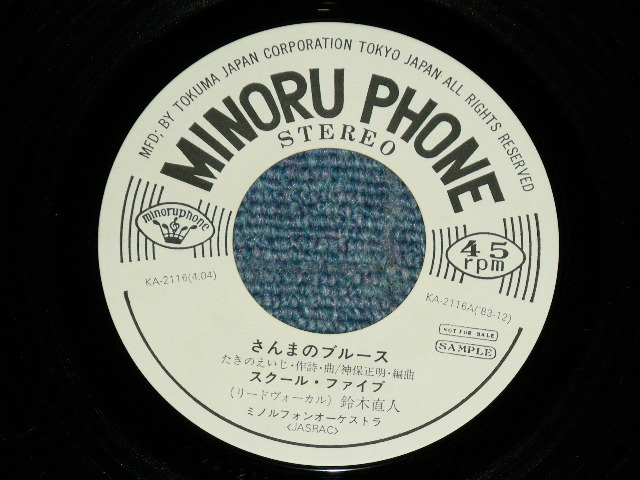 MFD; BY TOKUMA JAPAN CORPORATION TOKYO JAPAN ALL RIGHTS RESERVED
MINORU PHONE
STEREO
minoruphone
45
rpm
KA-2116(4.04)
KA-2116A('83-12)
NOT FOR SALE
SAMPLE
さんまのブルース
たきのえいじ・作詩・曲/神保正明・編曲
スクール・ファイブ
(リードヴォーカル) 鈴木直人
ミノルフォンオーケストラ
〈JASRAC〉